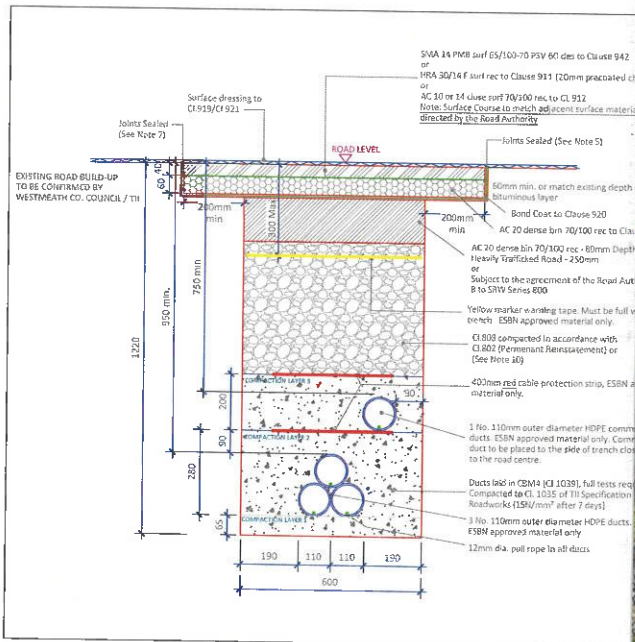 SMA 14 PMB surf 65/100-70 PSV 60 des to Clause 942
or
HRA 30/14 F surf rec to Clause 911 (20mm precoated
or
AC 10 or 14 close surf 70/100 rec to CL 912
Note: Surface Course to match adjacent surface
directed by the Road Authority
Surface dressing to
Cl.919/Cl 921
Joints Sealed
(See Note 7)
ROAD LEVEL
Joints Sealed (See Note 5)
EXISTING ROAD BUILD-UP
TO BE CONFIRMED BY
WESTMEATH CO. COUNCIL / TII
40
60
60mm min. or match existing depth
bituminous layer
Bond Coat to Clause 920
AC 20 dense bin 70/100 rec to
200mm
min
200mm
min
300 Max
AC 20 dense bin 70/100 rec - 80mm Depth
Heavily Trafficked Road - 250mm
or
Subject to the agreement of the Road
B to SRW Series 800
750 min
950 min.
1220
Yellow marker warning tape. Must be full
trench. ESBN approved material only.
Cl.808 compacted in accordance with
Cl.802 (Permenant Reinstatement) or
(See Note 10)
400mm red cable protection strip, ESBN
material only.
COMPACTION LAYER 3
200
90
1 No. 110mm outer diameter HDPE
ducts. ESBN approved material only.
duct to be placed to the side of trench
to the road centre.
COMPACTION LAYER 2
90
280
Ducts laid in CBM4 (Cl 1039), full tests
Compacted to Cl. 1035 of TII Specification
Roadworks (15N/mm² after 7 days)
65
COMPACTION LAYER 1
3 No. 110mm outer diameter HDPE ducts.
ESBN approved material only
12mm dia. pull rope in all ducts
190 110 110 190
600